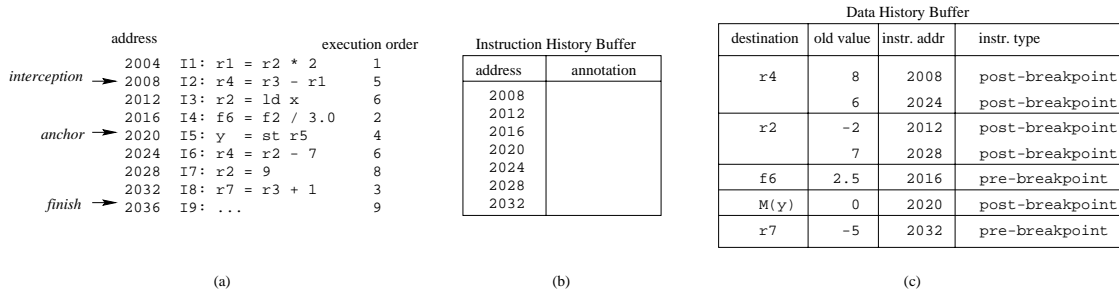 address execution order
2004 I1: r1 = r2 * 2 1
interception 2008 I2: r4 = r3 - r1 5
2012 I3: r2 = ld x 6
2016 I4: f6 = f2 / 3.0 2
anchor 2020 I5: y = st r5 4
2024 I6: r4 = r2 - 7 6
2028 I7: r2 = 9 8
2032 I8: r7 = r3 + 1 3
finish 2036 I9: ... 9
(a)
Instruction History Buffer
address annotation
2008
2012
2016
2020
2024
2028
2032
(b)
Data History Buffer
destination old value instr. addr instr. type
r4 8 2008 post-breakpoint
6 2024 post-breakpoint
r2 -2 2012 post-breakpoint
7 2028 post-breakpoint
f6 2.5 2016 pre-breakpoint
M(y) 0 2020 post-breakpoint
r7 -5 2032 pre-breakpoint
(c)